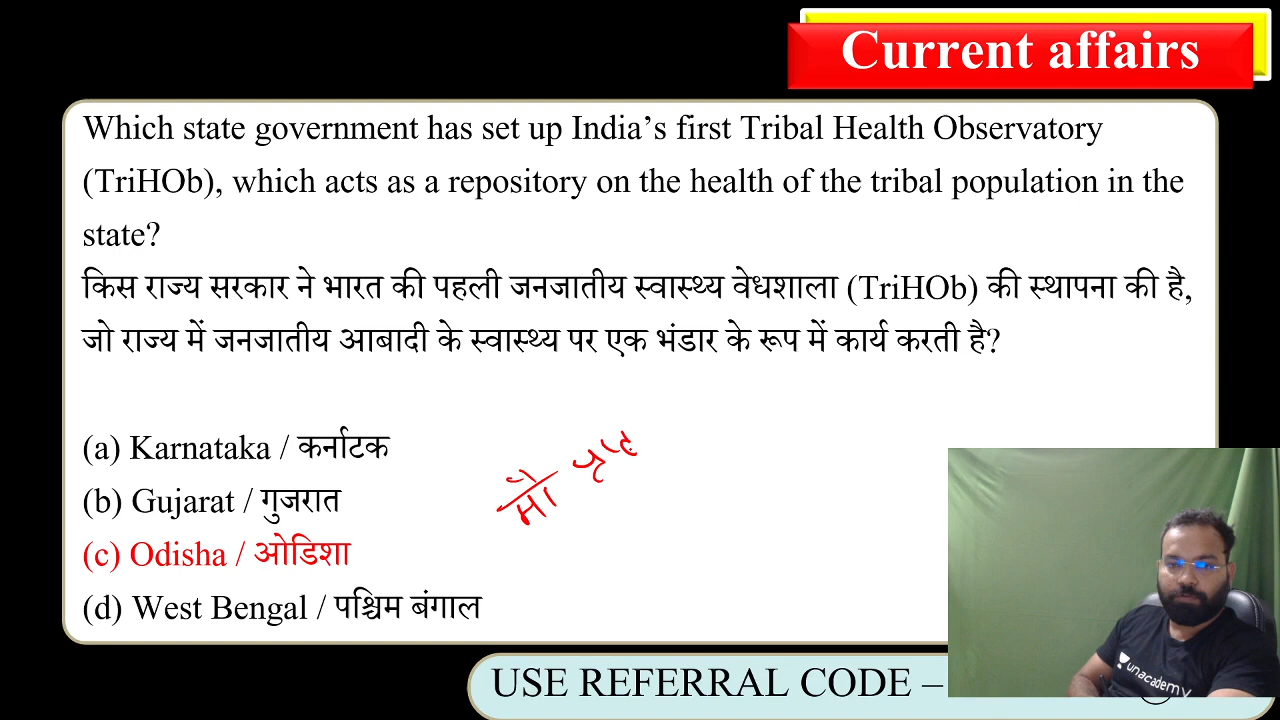 Current affairs
Which state government has set up India’s first Tribal Health Observatory
(TriHOb), which acts as a repository on the health of the tribal population in the
state?
किस राज्य सरकार ने भारत की पहली जनजातीय स्वास्थ्य वेधशाला (TriHOb) की स्थापना की है,
जो राज्य में जनजातीय आबादी के स्वास्थ्य पर एक भंडार के रूप में कार्य करती है?
(a) Karnataka / कर्नाटक
(b) Gujarat / गुजरात
(c) Odisha / ओडिशा
(d) West Bengal / पश्चिम बंगाल
unacademy
USE REFERRAL CODE –